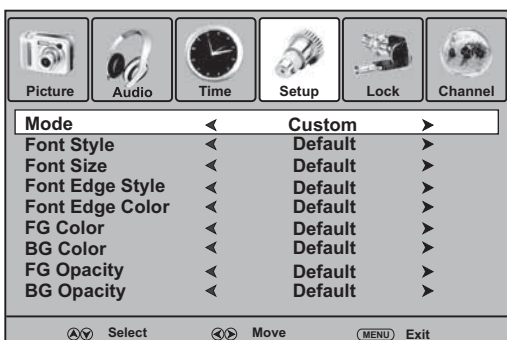 Picture Audio Time Setup Lock Channel
Mode Custom
Font Style Default
Font Size Default
Font Edge Style Default
Font Edge Color Default
FG Color Default
BG Color Default
FG Opacity Default
BG Opacity Default
Select Move MENU Exit